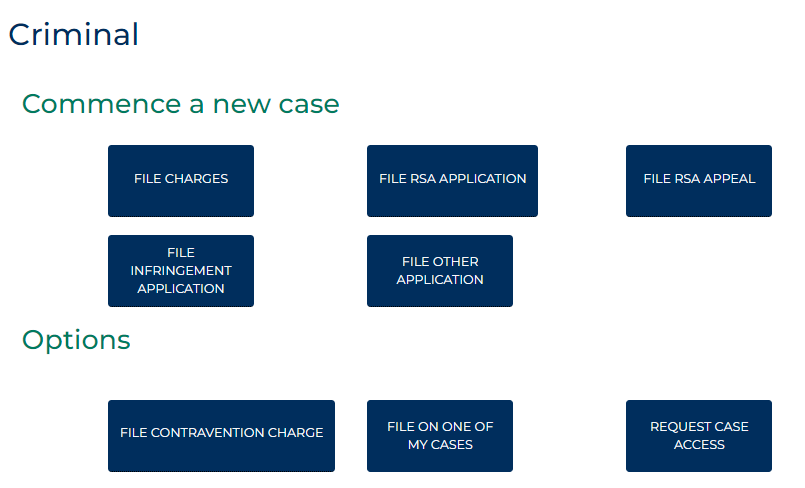 Criminal
Commence a new case
FILE CHARGES
FILE RSA APPLICATION
FILE RSA APPEAL
FILE
INFRINGEMENT
APPLICATION
FILE OTHER
APPLICATION
Options
FILE CONTRAVENTION CHARGE
FILE ON ONE OF
MY CASES
REQUEST CASE
ACCESS